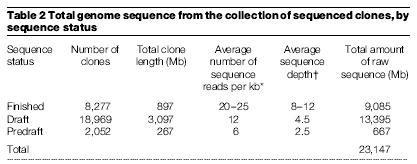 Table 2 Total genome sequence from the collection of sequenced clones, by
sequence status
Sequence Number of Total clone Average Average Total amount
status clones length (Mb) number of sequence of raw
sequence depth† sequence (Mb)
reads per kb*
Finished 8,277 897 20–25 8–12 9,085
Draft 18,969 3,097 12 4.5 13,395
Predraft 2,052 267 6 2.5 667
Total 23,147